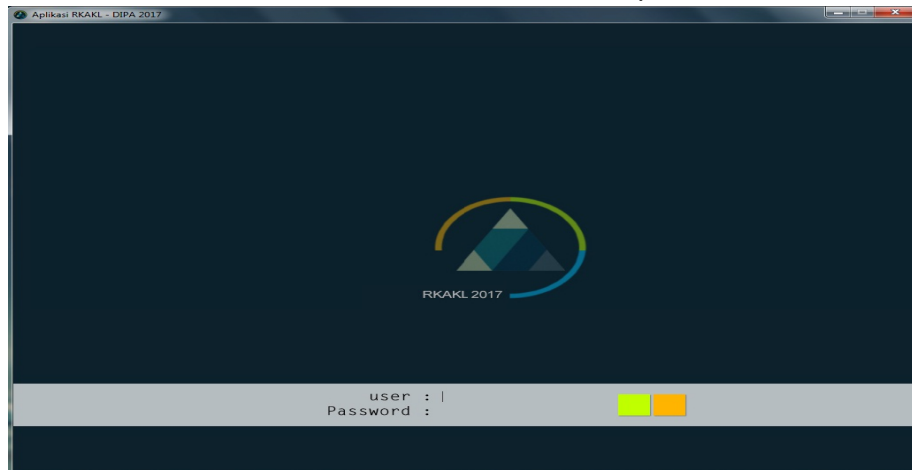 Aplikasi RKAKL - DIPA 2017
RKAKL 2017
user :
Password :